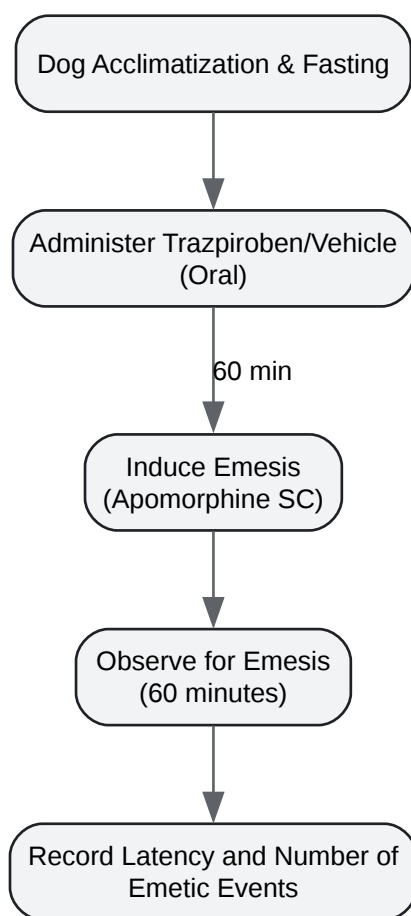 Dog Acclimatization & Fasting
Administer Trazpiroben/Vehicle
(Oral)
60 min
Induce Emesis
(Apomorphine SC)
Observe for Emesis
(60 minutes)
Record Latency and Number of
Emetic Events